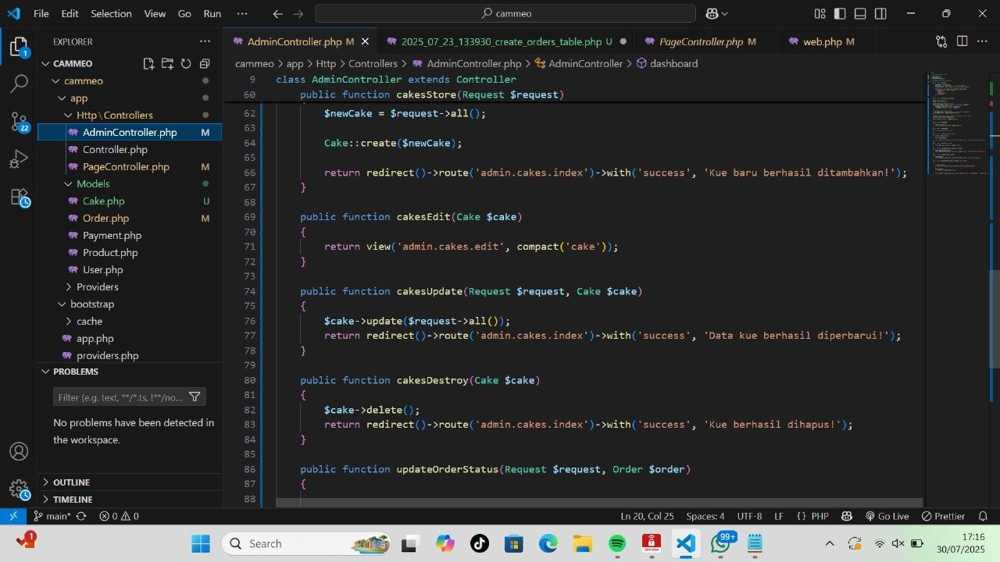 File Edit Selection View Go Run ... cammeo
EXPLORER ...
CAMMEO
cammeo
app
Http\Controllers
AdminController.php M
Controller.php
PageController.php M
Models
Cake.php U
Order.php M
Payment.php
Product.php
User.php
Providers
bootstrap
cache
app.php
providers.php
PROBLEMS
Filter (e.g. text, **/*.ts, !**/no...
No problems have been detected in
the workspace.
OUTLINE
TIMELINE
1
22
AdminController.php M 2025_07_23_133930_create_orders_table.php U PageController.php M web.php M
cammeo > app > Http > Controllers > AdminController.php > AdminController > dashboard
9 class AdminController extends Controller
60 public function cakesStore(Request $request)
$newCake = $request->all();
63
64 Cake::create($newCake);
65
66 return redirect()->route('admin.cakes.index')->with('success', 'Kue baru berhasil ditambahkan!');
67 }
68
69 public function cakesEdit(Cake $cake)
70 {
71 return view('admin.cakes.edit', compact('cake'));
72 }
73
74 public function cakesUpdate(Request $request, Cake $cake)
75 {
76 $cake->update($request->all());
77 return redirect()->route('admin.cakes.index')->with('success', 'Data kue berhasil diperbarui!');
78 }
79
80 public function cakesDestroy(Cake $cake)
81 {
82 $cake->delete();
83 return redirect()->route('admin.cakes.index')->with('success', 'Kue berhasil dihapus!');
84 }
85
86 public function updateOrderStatus(Request $request, Order $order)
87 {
88
main* 0 0 Ln 20, Col 25 Spaces: 4 UTF-8 LF {} PHP Go Live Prettier
1 Search 99+ 17:16
30/07/2025